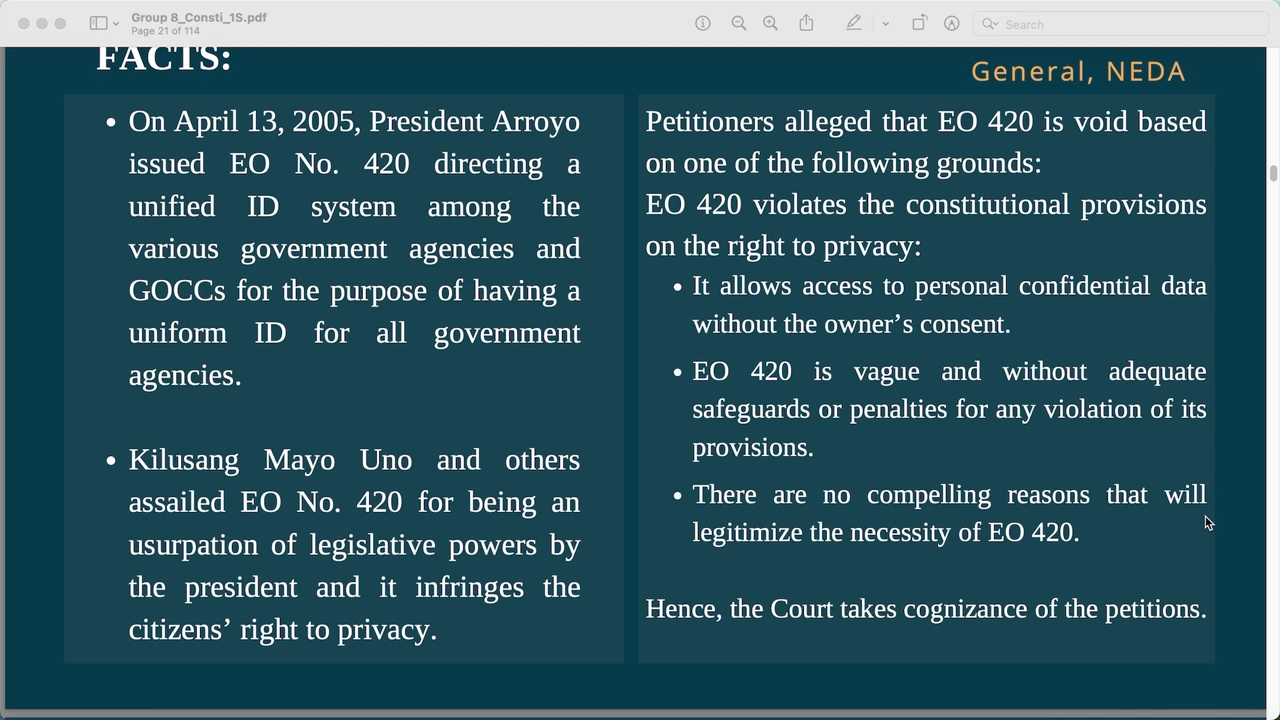 Group 8_Consti_1S.pdf
Page 21 of 114
Search
FACTS:
General, NEDA
• On April 13, 2005, President Arroyo
issued EO No. 420 directing a
unified ID system among the
various government agencies and
GOCCs for the purpose of having a
uniform ID for all government
agencies.
• Kilusang Mayo Uno and others
assailed EO No. 420 for being an
usurpation of legislative powers by
the president and it infringes the
citizens’ right to privacy.
Petitioners alleged that EO 420 is void based
on one of the following grounds:
EO 420 violates the constitutional provisions
on the right to privacy:
• It allows access to personal confidential data
without the owner’s consent.
• EO 420 is vague and without adequate
safeguards or penalties for any violation of its
provisions.
• There are no compelling reasons that will
legitimize the necessity of EO 420.
Hence, the Court takes cognizance of the petitions.